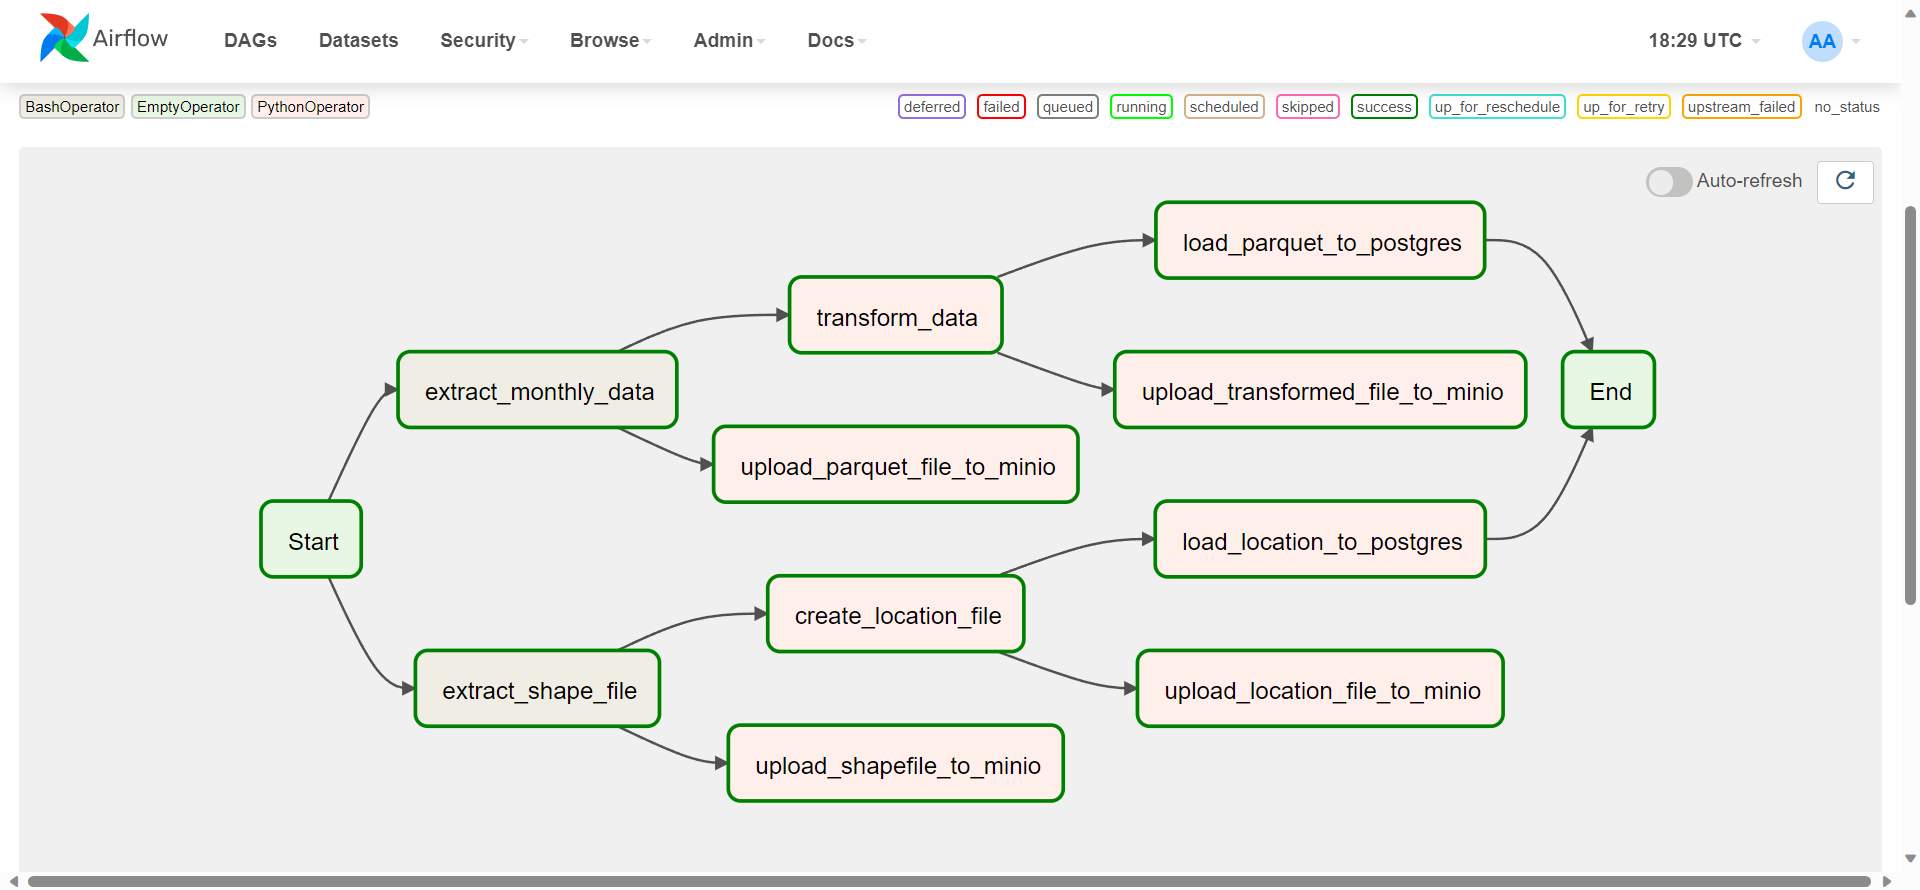 Airflow
DAGs
Datasets
Security
Browse
Admin
Docs
18:29 UTC
AA
BashOperator
EmptyOperator
PythonOperator
deferred
failed
queued
running
scheduled
skipped
success
up_for_reschedule
up_for_retry
upstream_failed
no_status
Auto-refresh
load_parquet_to_postgres
transform_data
extract_monthly_data
upload_transformed_file_to_minio
End
upload_parquet_file_to_minio
Start
load_location_to_postgres
create_location_file
extract_shape_file
upload_location_file_to_minio
upload_shapefile_to_minio